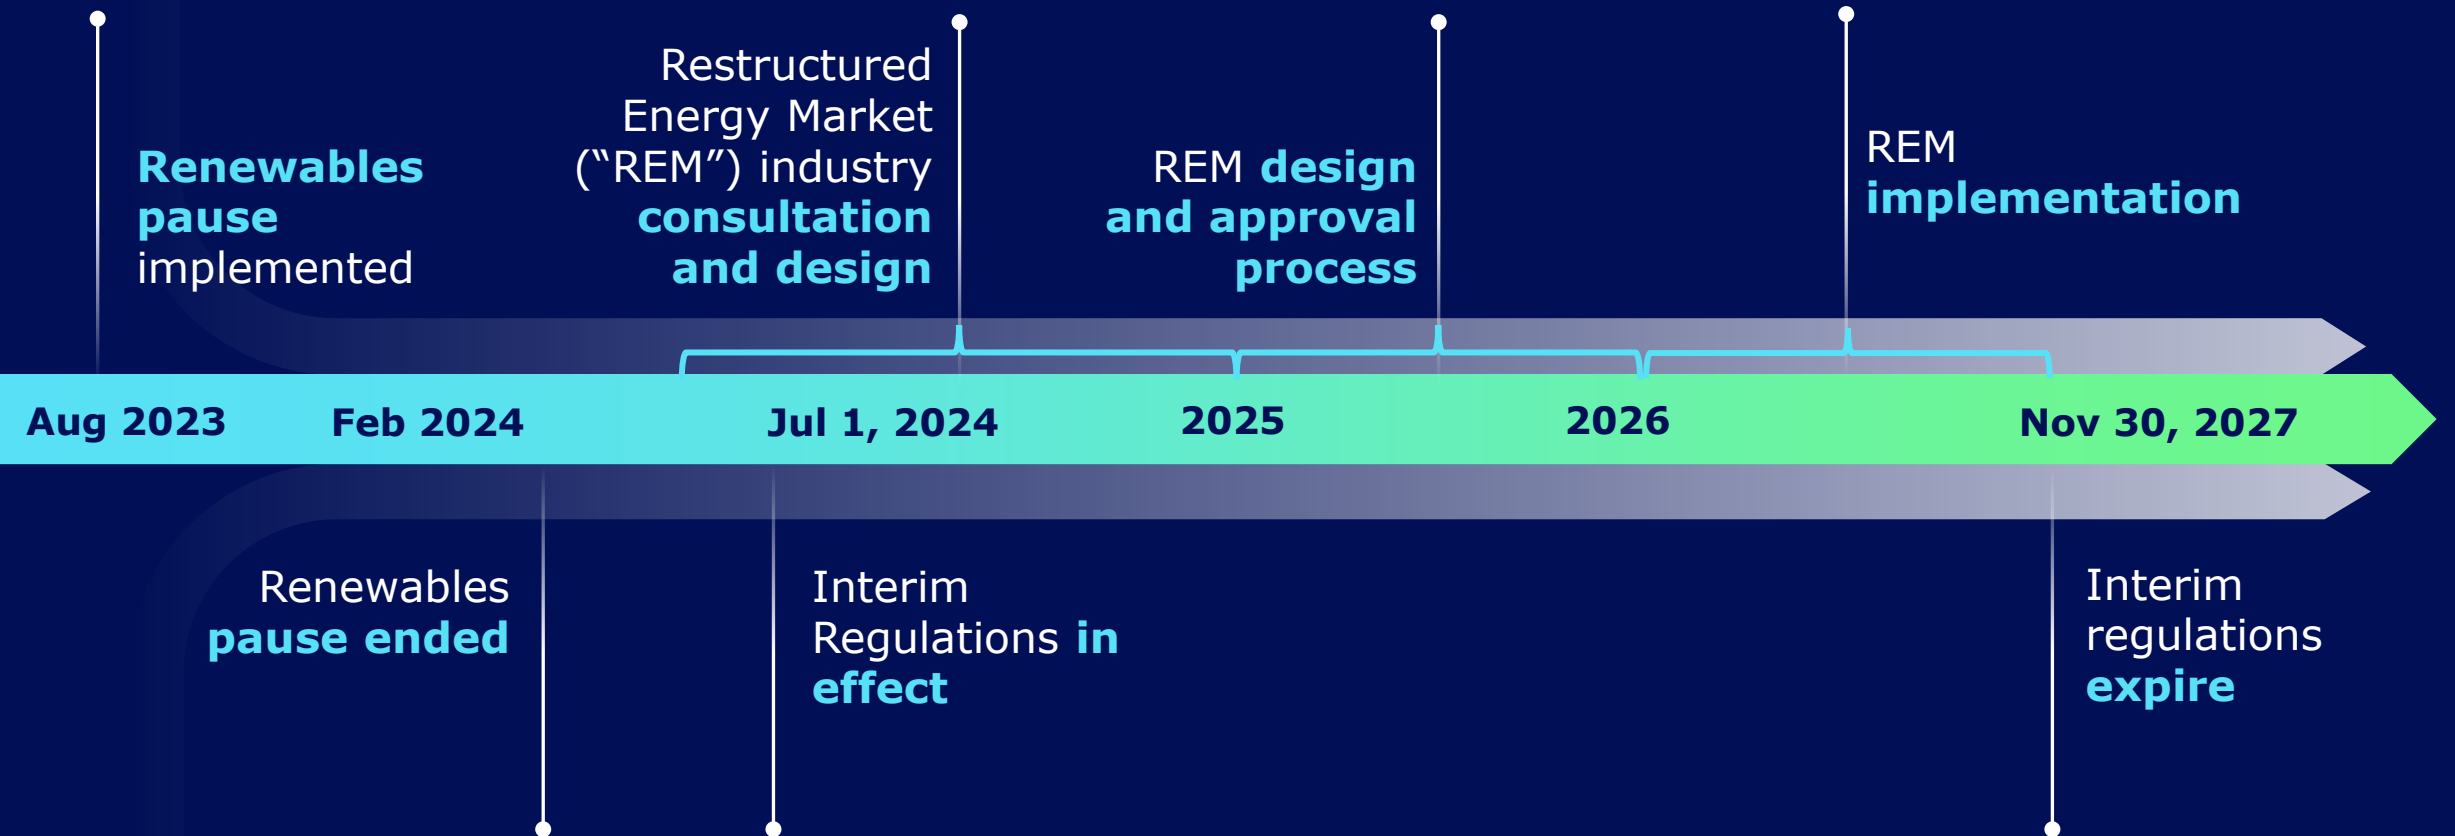 Renewables
pause
implemented
Restructured
Energy Market
(“REM”) industry
consultation
and design
REM design
and approval
process
REM
implementation
Aug 2023
Feb 2024
Jul 1, 2024
2025
2026
Nov 30, 2027
Renewables
pause ended
Interim
Regulations in
effect
Interim
regulations
expire